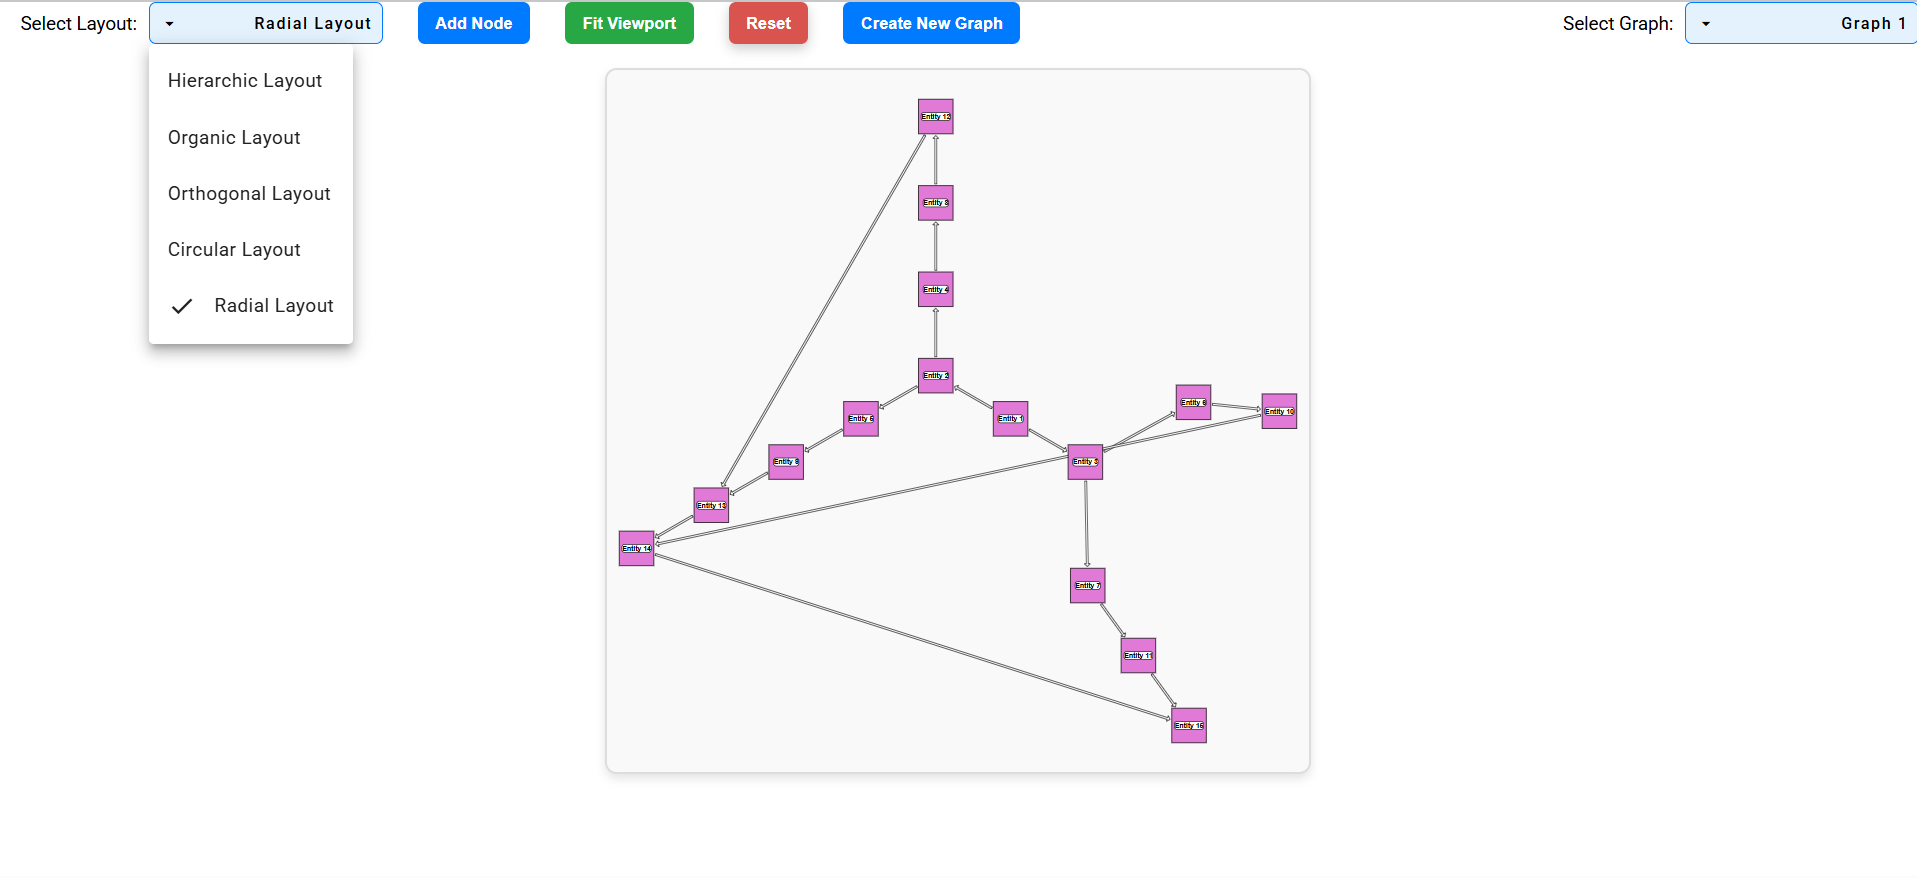 Select Layout:
Radial Layout
Add Node
Fit Viewport
Reset
Create New Graph
Select Graph:
Graph 1
Hierarchic Layout
Organic Layout
Orthogonal Layout
Circular Layout
Radial Layout
Entity 12
Entity 8
Entity 4
Entity 2
Entity 6
Entity 10
Entity 5
Entity 1
Entity 9
Entity 3
Entity 13
Entity 14
Entity 7
Entity 11
Entity